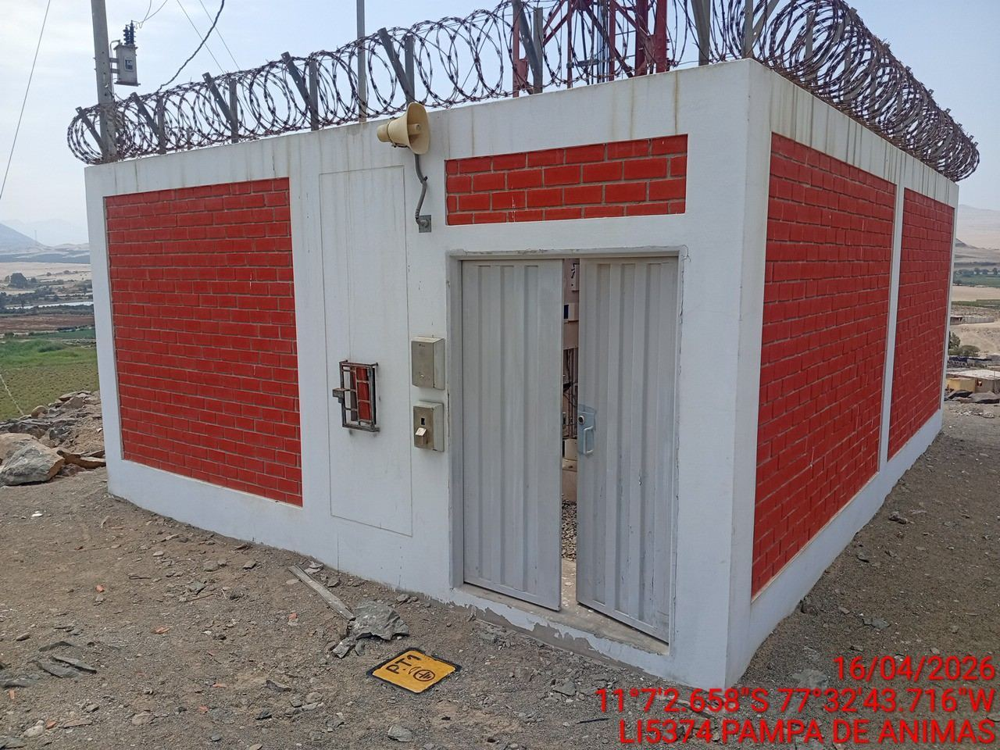 PT1
16/04/2026
11°7'2.658"S 77°32'43.716"W
LI5374 PAMPA DE ANIMAS